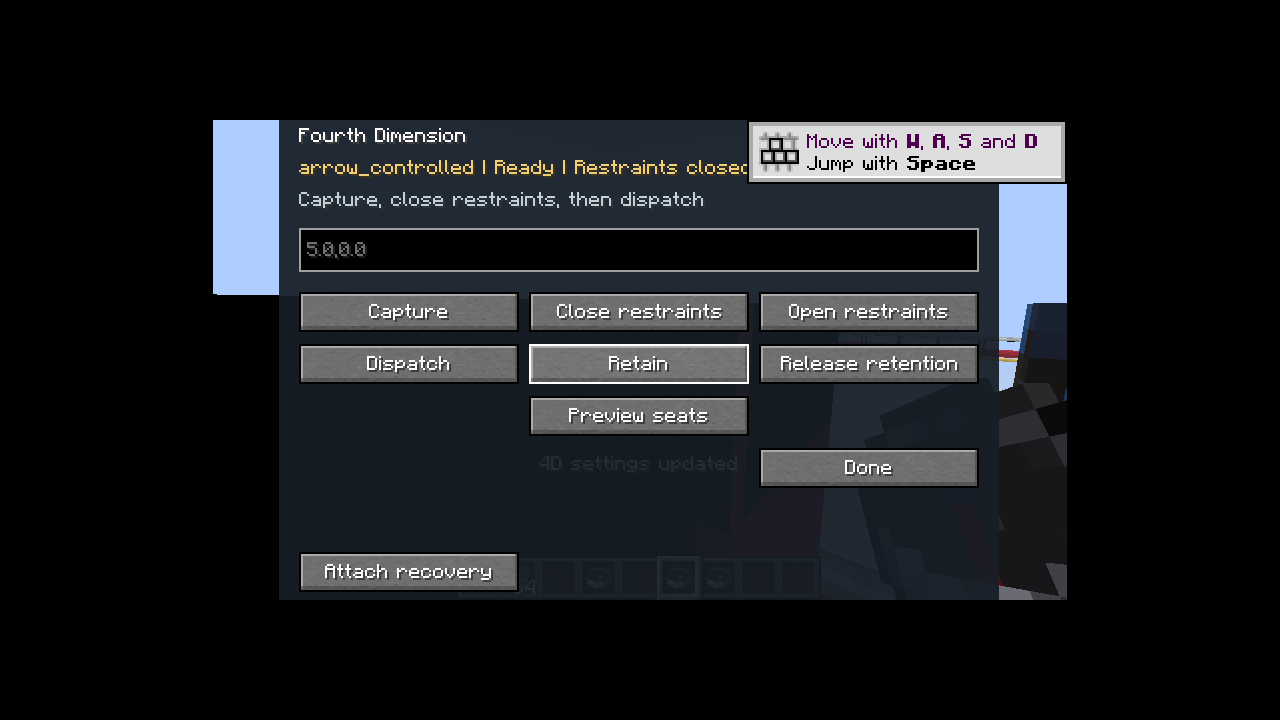 Fourth Dimension
arrow_controlled | Ready | Restraints closed
Move with W, A, S and D
Jump with Space
Capture, close restraints, then dispatch
5.0,0.0
Capture
Close restraints
Open restraints
Dispatch
Retain
Release retention
Preview seats
4D settings updated
Done
Attach recovery